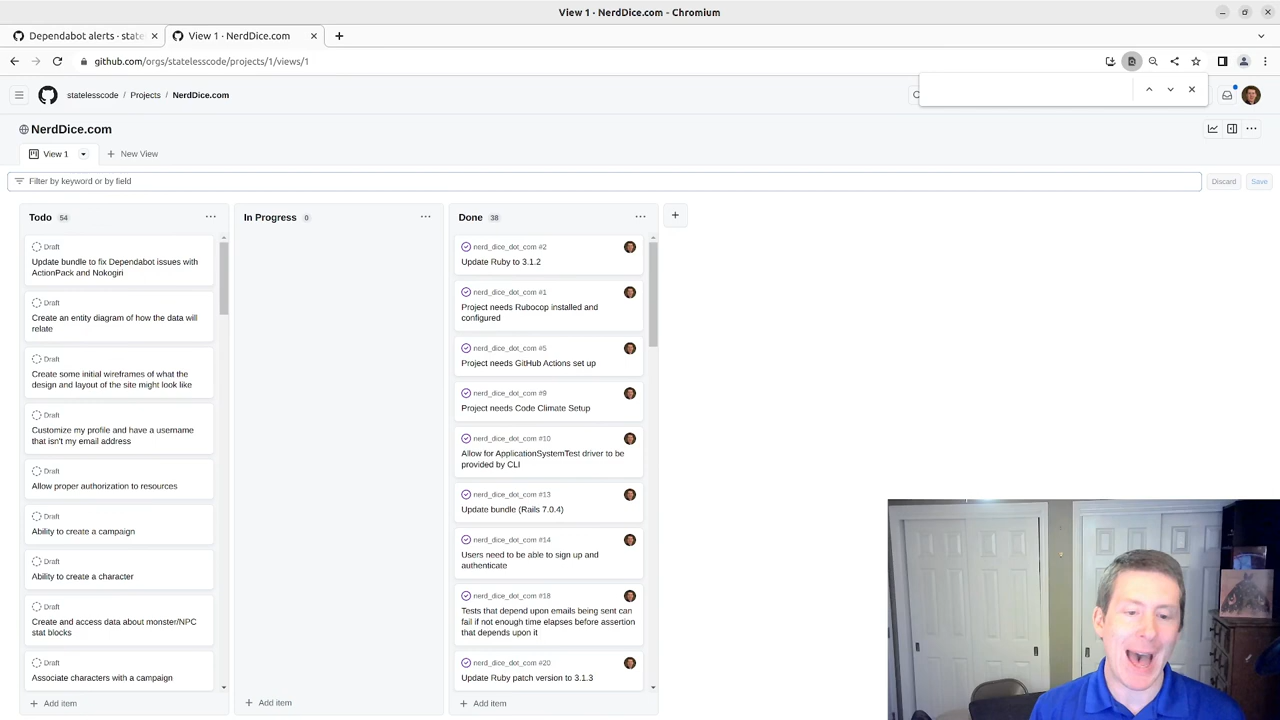 View 1 · NerdDice.com - Chromium
Dependabot alerts · state
View 1 · NerdDice.com
github.com/orgs/statelesscode/projects/1/views/1
statelesscode / Projects / NerdDice.com
NerdDice.com
View 1
New View
Filter by keyword or by field
Discard
Save
Todo 54
Draft
Update bundle to fix Dependabot issues with
ActionPack and Nokogiri
Draft
Create an entity diagram of how the data will
relate
Draft
Create some initial wireframes of what the
design and layout of the site might look like
Draft
Customize my profile and have a username
that isn't my email address
Draft
Allow proper authorization to resources
Draft
Ability to create a campaign
Draft
Ability to create a character
Draft
Create and access data about monster/NPC
stat blocks
Draft
Associate characters with a campaign
Add item
In Progress 0
Add item
Done 38
nerd_dice_dot_com #2
Update Ruby to 3.1.2
nerd_dice_dot_com #1
Project needs Rubocop installed and
configured
nerd_dice_dot_com #5
Project needs GitHub Actions set up
nerd_dice_dot_com #9
Project needs Code Climate Setup
nerd_dice_dot_com #10
Allow for ApplicationSystemTest driver to be
provided by CLI
nerd_dice_dot_com #13
Update bundle (Rails 7.0.4)
nerd_dice_dot_com #14
Users need to be able to sign up and
authenticate
nerd_dice_dot_com #18
Tests that depend upon emails being sent can
fail if not enough time elapses before assertion
that depends upon it
nerd_dice_dot_com #20
Update Ruby patch version to 3.1.3
Add item